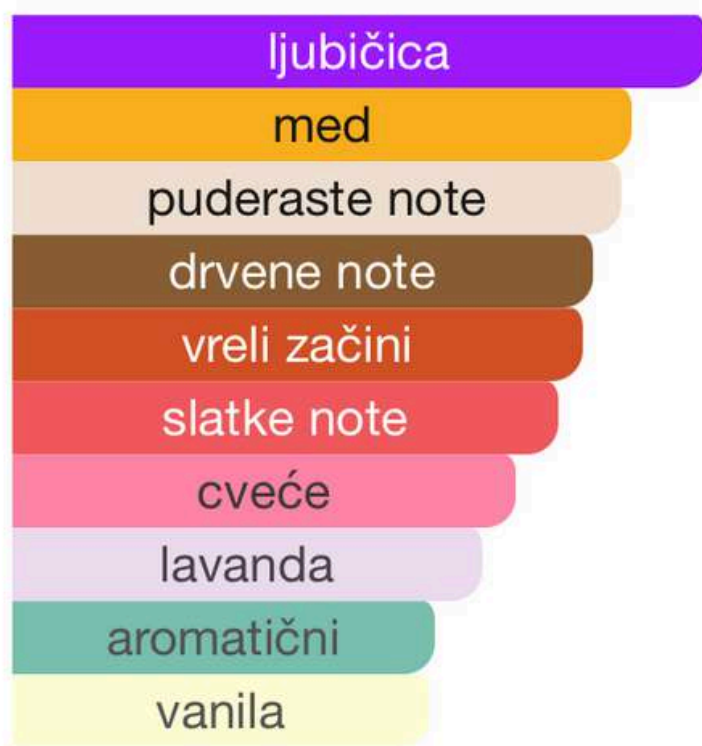 ljubičica
med
puderaste note
drvene note
vreli začini
slatke note
cveće
lavanda
aromatični
vanila